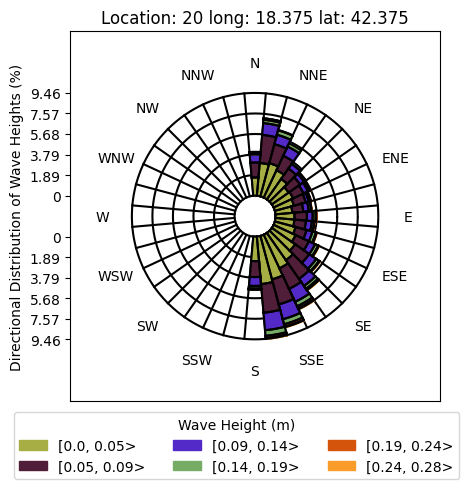 Location: 20 long: 18.375 lat: 42.375
Directional Distribution of Wave Heights (%)
9.46
7.57
5.68
3.79
1.89
0
0
1.89
3.79
5.68
7.57
9.46
N
NNE
NE
ENE
E
ESE
SE
SSE
S
SSW
SW
WSW
W
WNW
NW
NNW
Wave Height (m)
[0.0, 0.05> [0.09, 0.14> [0.19, 0.24>
[0.05, 0.09> [0.14, 0.19> [0.24, 0.28>